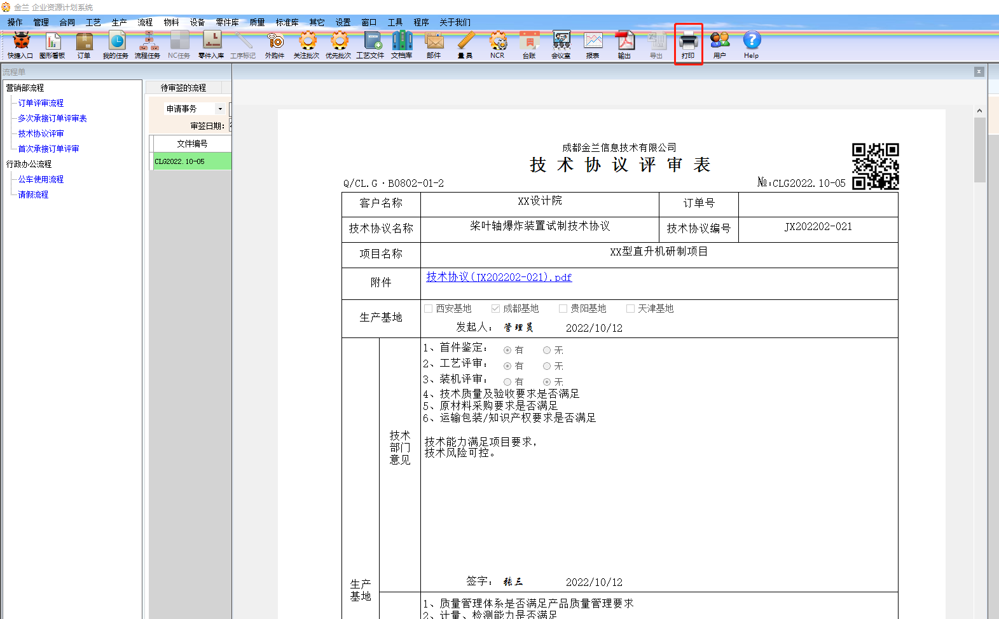 金兰 企业资源计划系统
操作 管理 合同 工艺 生产 流程 物料 设备 零件库 质量 标准库 其它 设置 窗口 工具 程序 关于我们
快捷入口 图形看板 订单 我的任务 流程任务 NC任务 零件入库 工序标记 外购件 关注批次 优先批次 工艺文件 文档库 邮件 量具 NCR 台账 会议室 报表 输出 导出 打印 用户 Help
流程单
营销部流程
订单评审流程
多次承接订单评审表
技术协议评审
首次承接订单评审
行政办公流程
公车使用流程
请假流程
待审签的流程
申请事务
审签日期:
文件编号
CLG2022.10-05
成都金兰信息技术有限公司
技术协议评审表
Q/CL.G·B0802-01-2
№:CLG2022.10-05
客户名称 XX设计院 订单号
技术协议名称 桨叶轴爆炸装置试制技术协议 技术协议编号 JX202202-021
项目名称 XX型直升机研制项目
附件 技术协议(JX202202-021).pdf
生产基地 西安基地 成都基地 贵阳基地 天津基地
发起人: 管理员 2022/10/12
1、首件鉴定: 有 无
2、工艺评审: 有 无
3、装机评审: 有 无
4、技术质量及验收要求是否满足
5、原材料采购要求是否满足
6、运输包装/知识产权要求是否满足
技术
部门
意见
技术能力满足项目要求,
技术风险可控。
签字: 张三 2022/10/12
生产
基地
1、质量管理体系是否满足产品质量管理要求
2、计量、检测能力是否满足